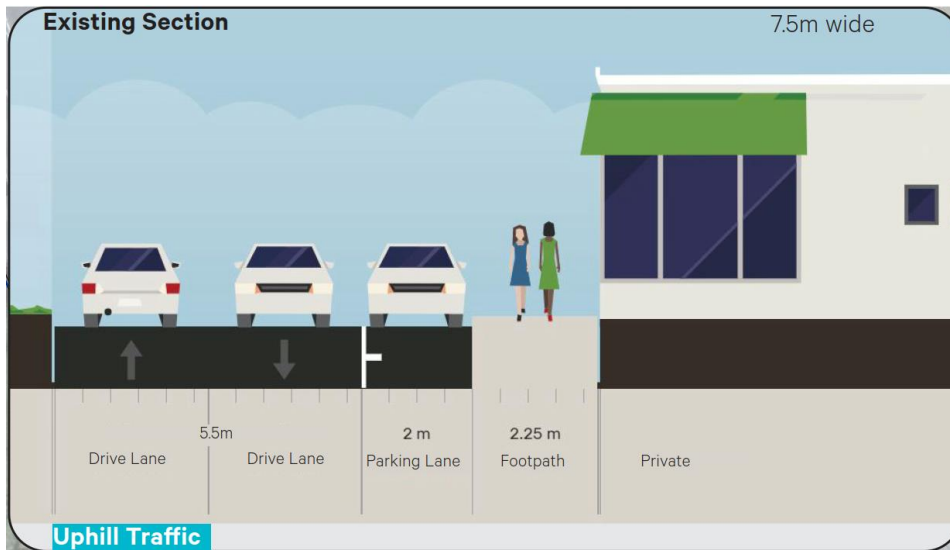 Existing Section
7.5m wide
5.5m
2 m
2.25 m
Drive Lane
Drive Lane
Parking Lane
Footpath
Private
Uphill Traffic